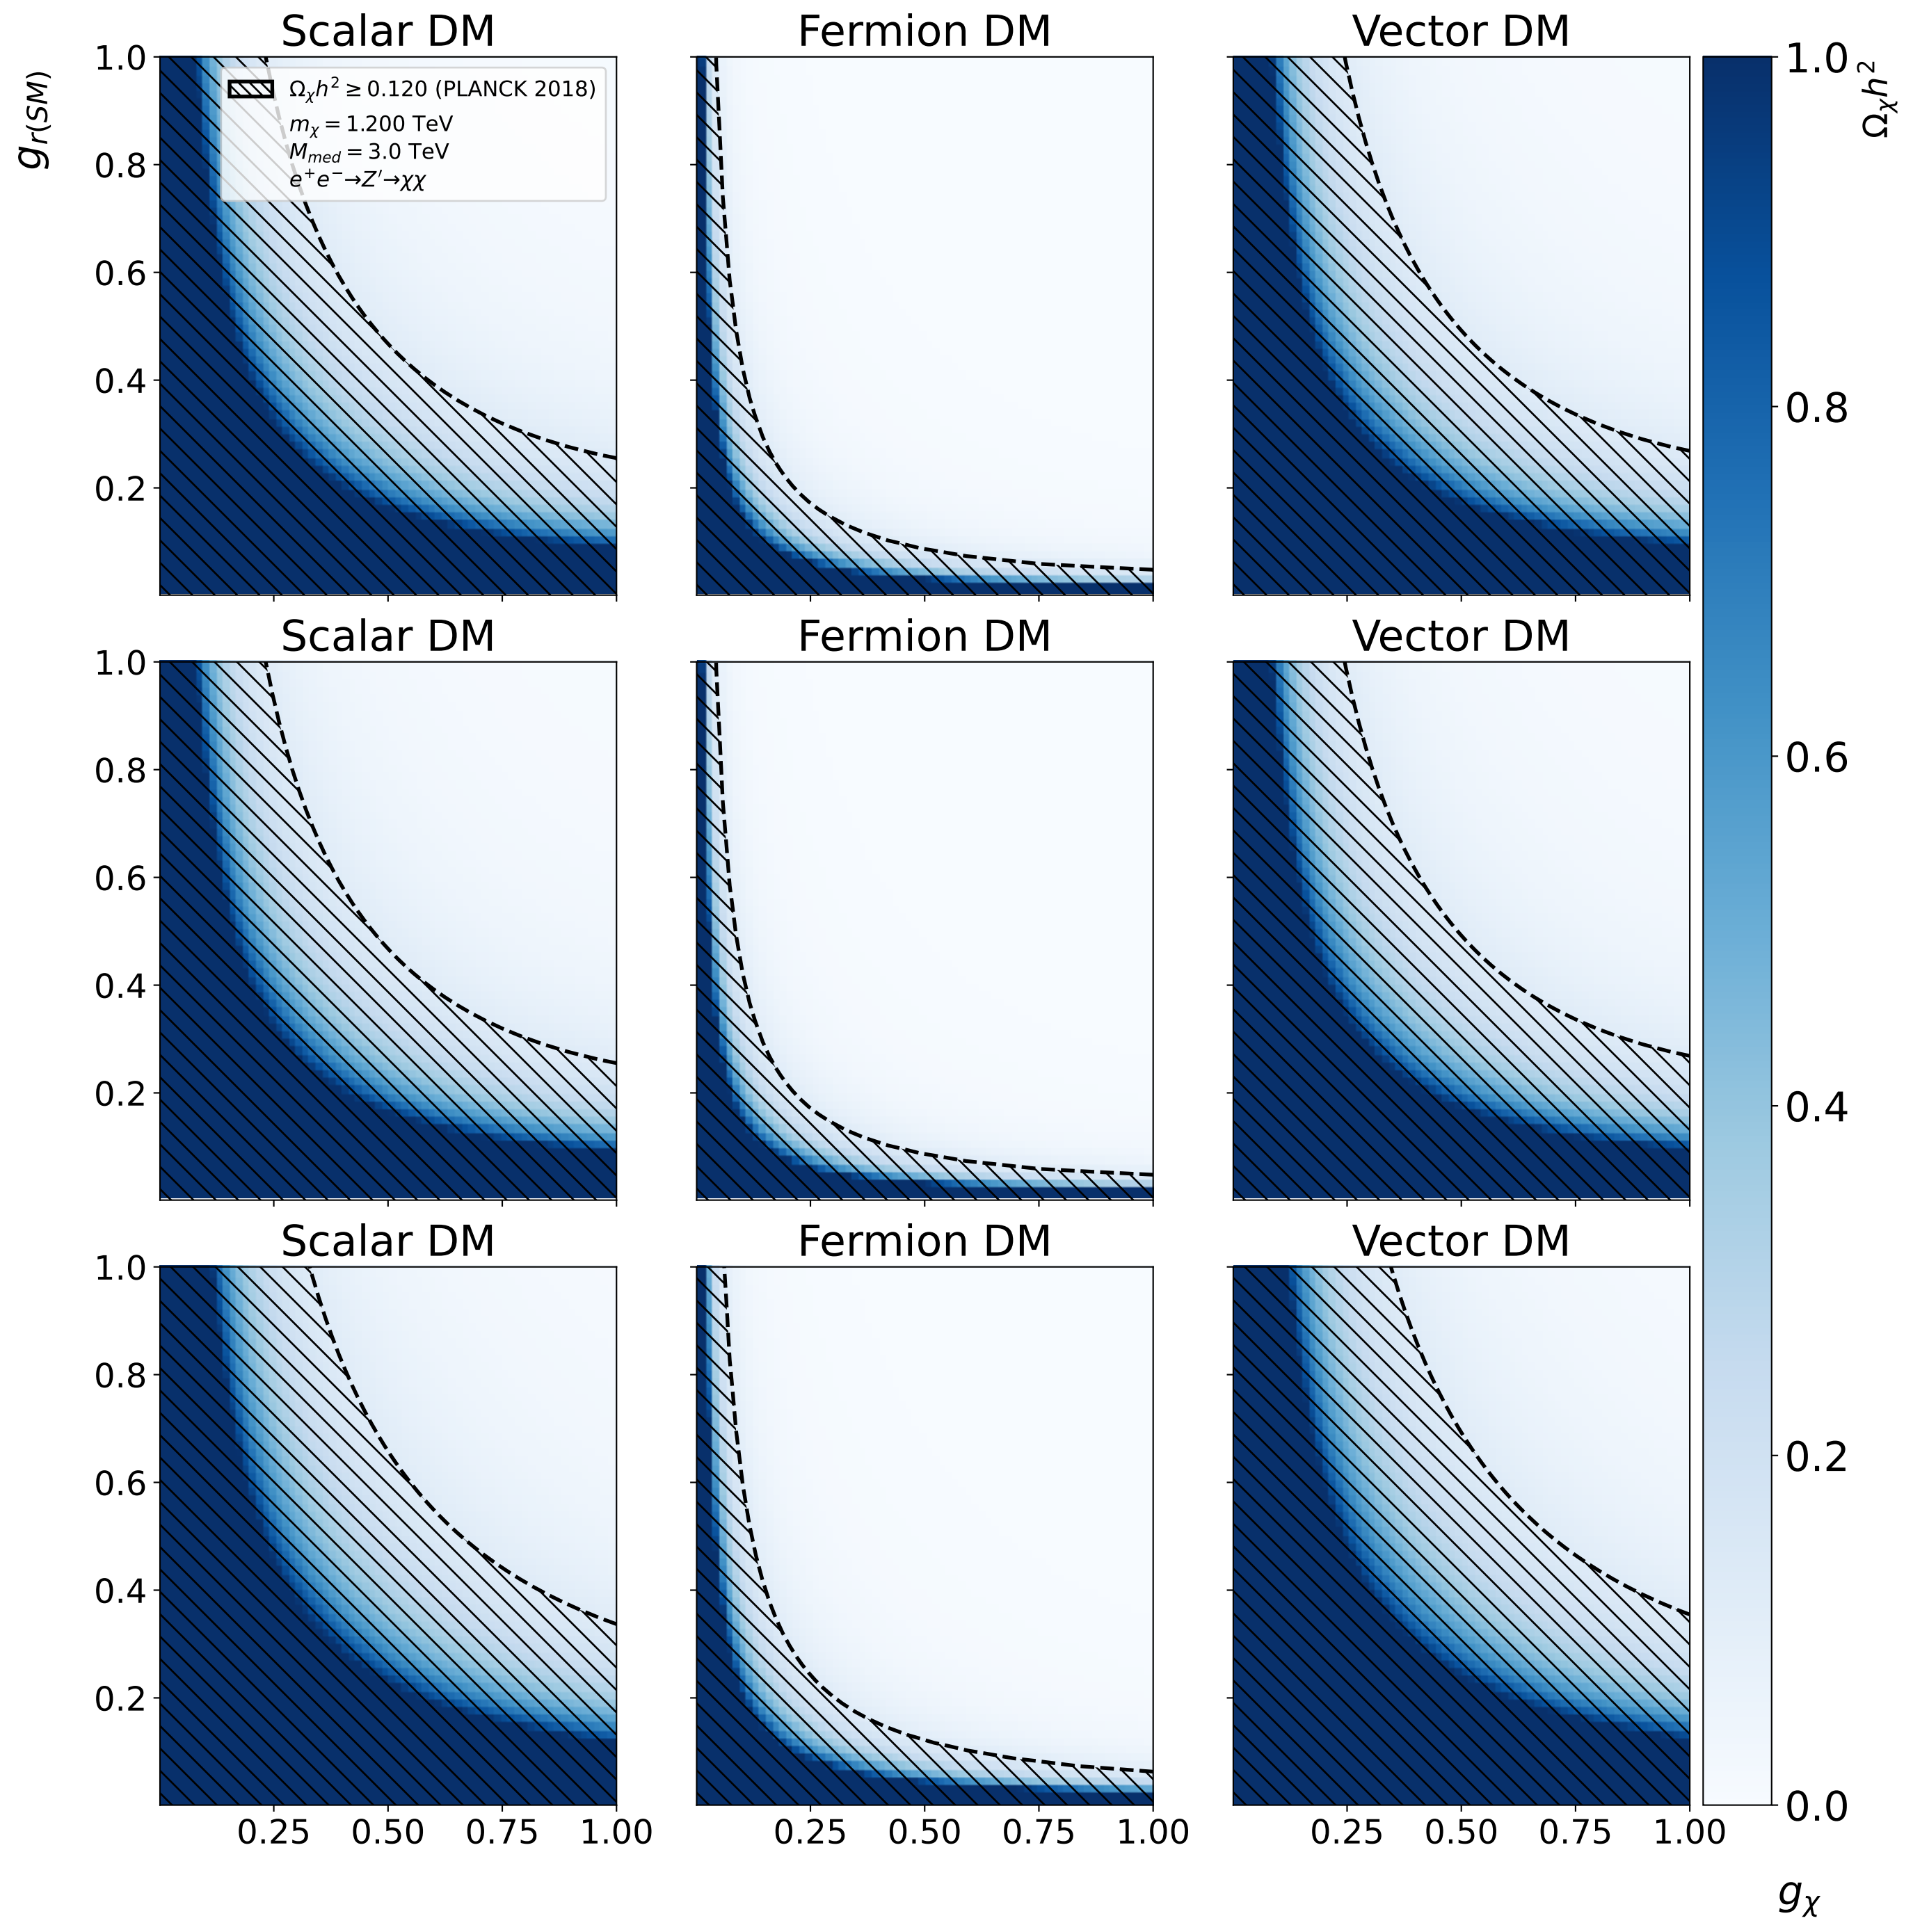 Scalar DM Fermion DM Vector DM
g_{r(SM)}
1.0
0.8
0.6
0.4
0.2
Ω_χh² ≥ 0.120 (PLANCK 2018)
m_χ = 1.200 TeV
M_{med} = 3.0 TeV
e⁺e⁻→Z′→χχ
Scalar DM Fermion DM Vector DM
1.0
0.8
0.6
0.4
0.2
Scalar DM Fermion DM Vector DM
1.0
0.8
0.6
0.4
0.2
0.25 0.50 0.75 1.00 0.25 0.50 0.75 1.00 0.25 0.50 0.75 1.00
g_χ
1.0
0.8
0.6
0.4
0.2
0.0
Ω_χh²